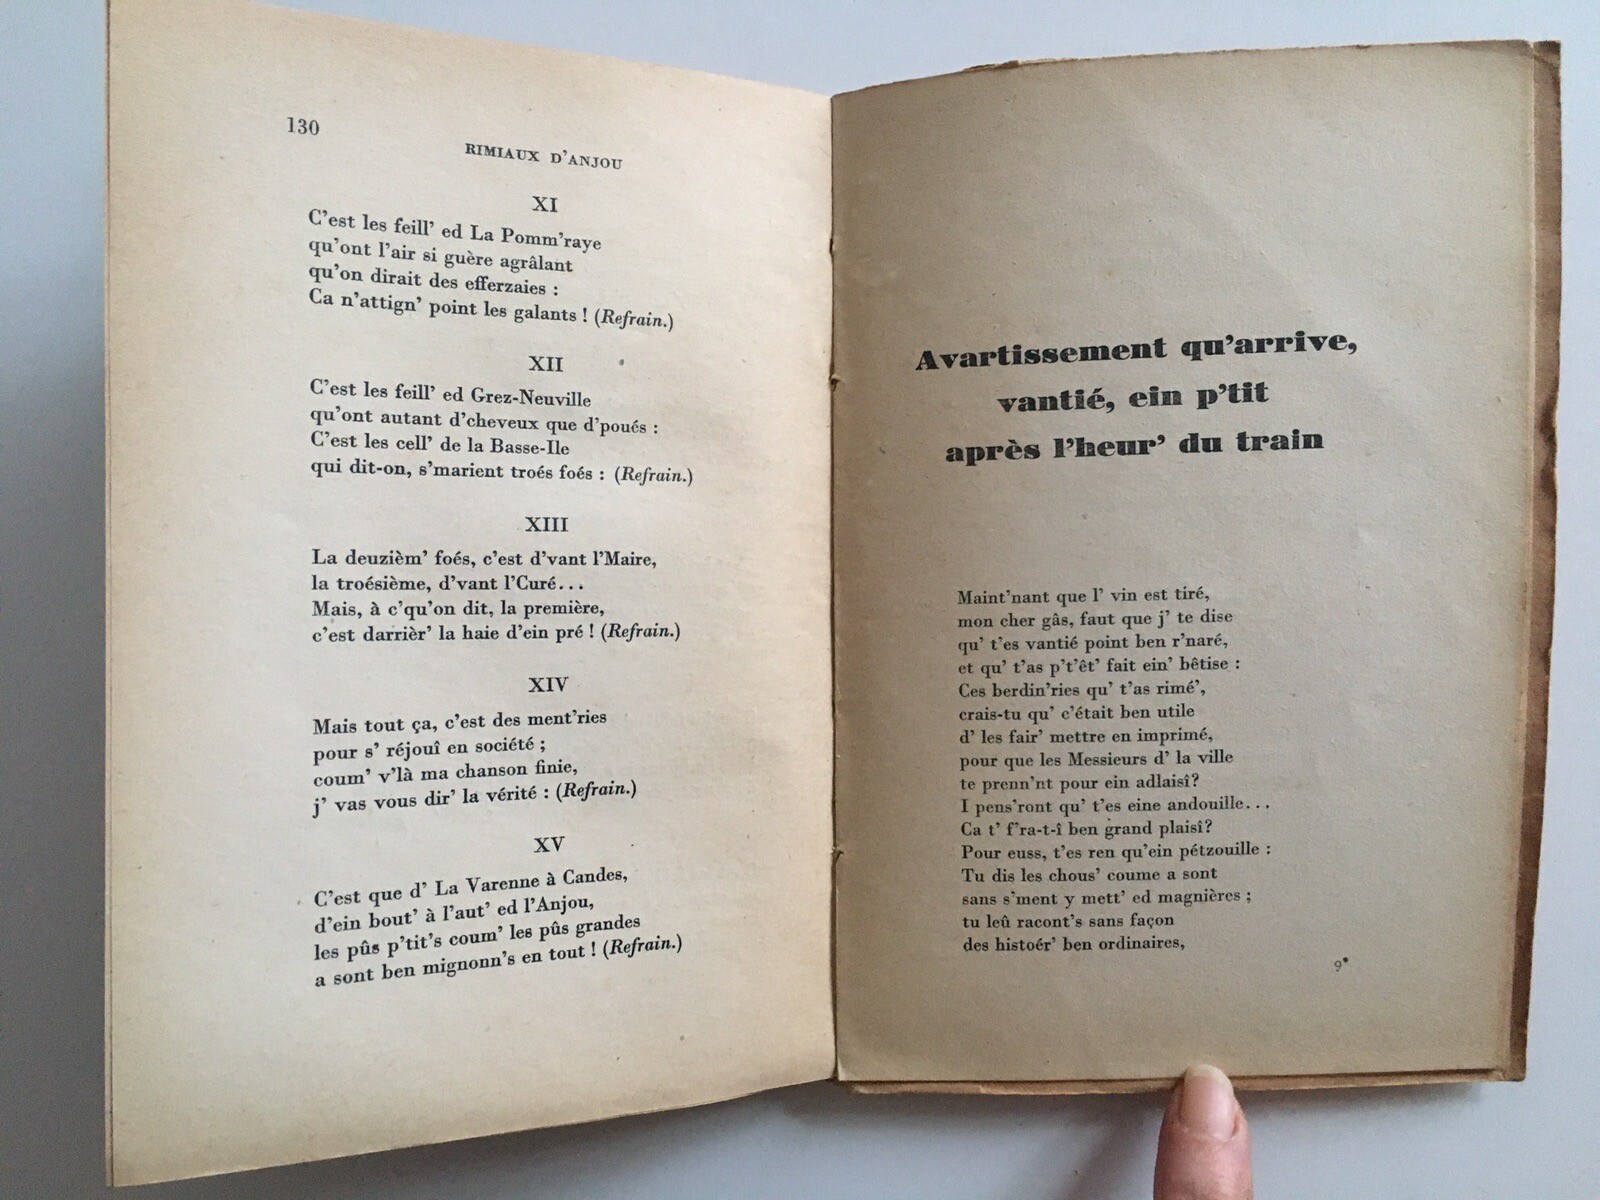 130
RIMIAUX D'ANJOU
XI
C'est les feill' ed La Pomm'raye
qu'ont l'air si guère agrâlant
qu'on dirait des efferzaies :
Ca n'attign' point les galants ! (Refrain.)
XII
C'est les feill' ed Grez-Neuville
qu'ont autant d'cheveux que d'poués :
C'est les cell' de la Basse-Ile
qui dit-on, s'marient troés foés : (Refrain.)
XIII
La deuzièm' foés, c'est d'vant l'Maire,
la troésième, d'vant l'Curé...
Mais, à c'qu'on dit, la première,
c'est darrièr' la haie d'ein pré ! (Refrain.)
XIV
Mais tout ça, c'est des ment'ries
pour s' réjouî en société ;
coum' v'là ma chanson finie,
j' vas vous dir' la vérité : (Refrain.)
XV
C'est que d' La Varenne à Candes,
d'ein bout' à l'aut' ed l'Anjou,
les pûs p'tit's coum' les pûs grandes
a sont ben mignonn's en tout ! (Refrain.)
Avartissement qu'arrive,
vantié, ein p'tit
après l'heur' du train
Maint'nant que l' vin est tiré,
mon cher gâs, faut que j' te dise
qu' t'es vantié point ben r'naré,
et qu' t'as p't'êt' fait ein' bêtise :
Ces berdin'ries qu' t'as rimé',
crais-tu qu' c'était ben utile
d' les fair' mettre en imprimé,
pour que les Messieurs d' la ville
te prenn'nt pour ein adlaisî?
I pens'ront qu' t'es eine andouille...
Ca t' f'ra-t-î ben grand plaisî?
Pour euss, t'es ren qu'ein pétzouille :
Tu dis les chous' coume a sont
sans s'ment y mett' ed magnières ;
tu leû racont's sans façon
des histoér' ben ordinaires,
9*